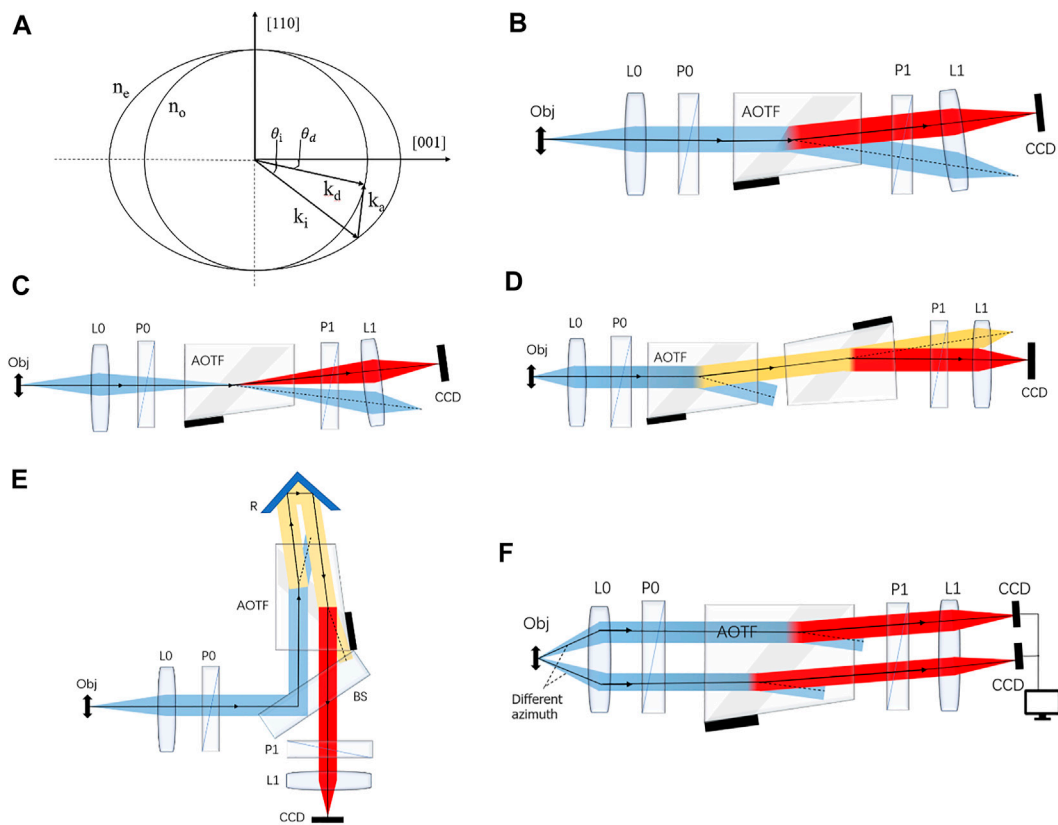 A
[110]
nₑ
nₒ
θᵢ
θ_d
[001]
k_d
kᵢ
kₐ
B
L0
P0
P1
L1
Obj
AOTF
CCD
C
L0
P0
P1
L1
Obj
AOTF
CCD
D
L0
P0
P1
L1
Obj
AOTF
CCD
E
R
AOTF
L0
P0
Obj
BS
P1
L1
CCD
F
L0
P0
P1
L1
CCD
Obj
AOTF
CCD
Different
azimuth